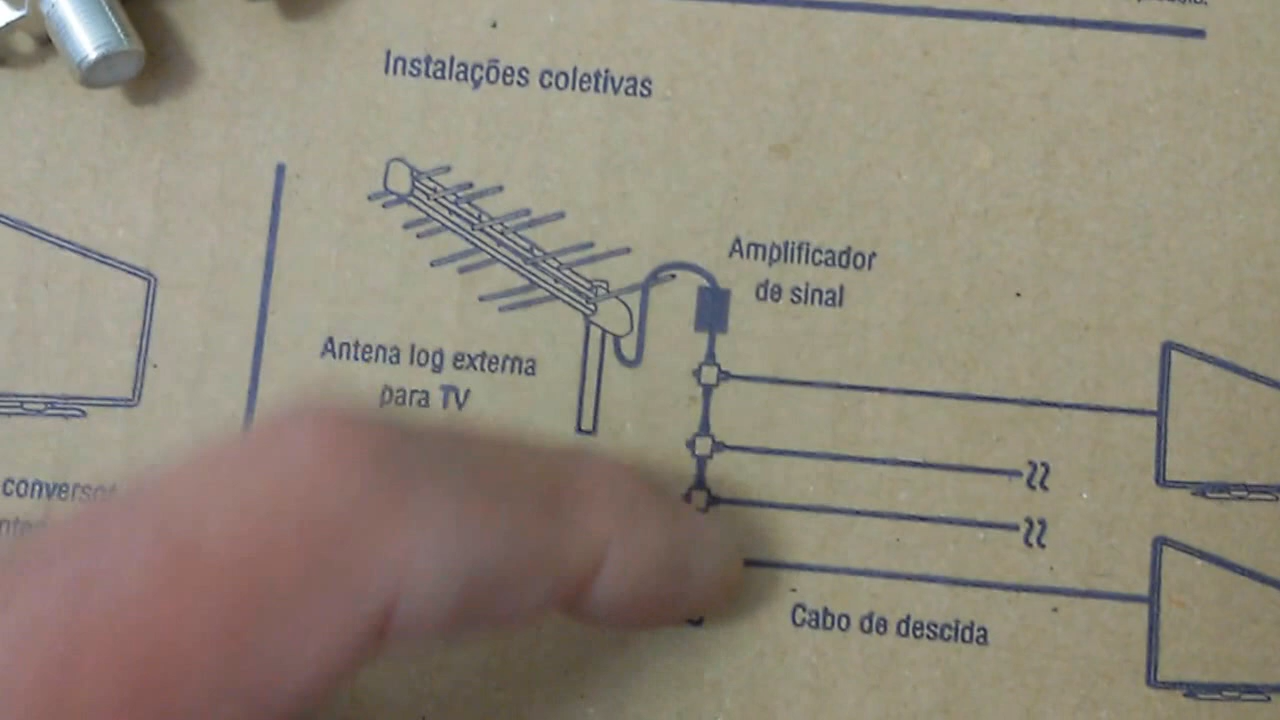 Instalações coletivas
Amplificador
de sinal
Antena log externa
para TV
Cabo de descida